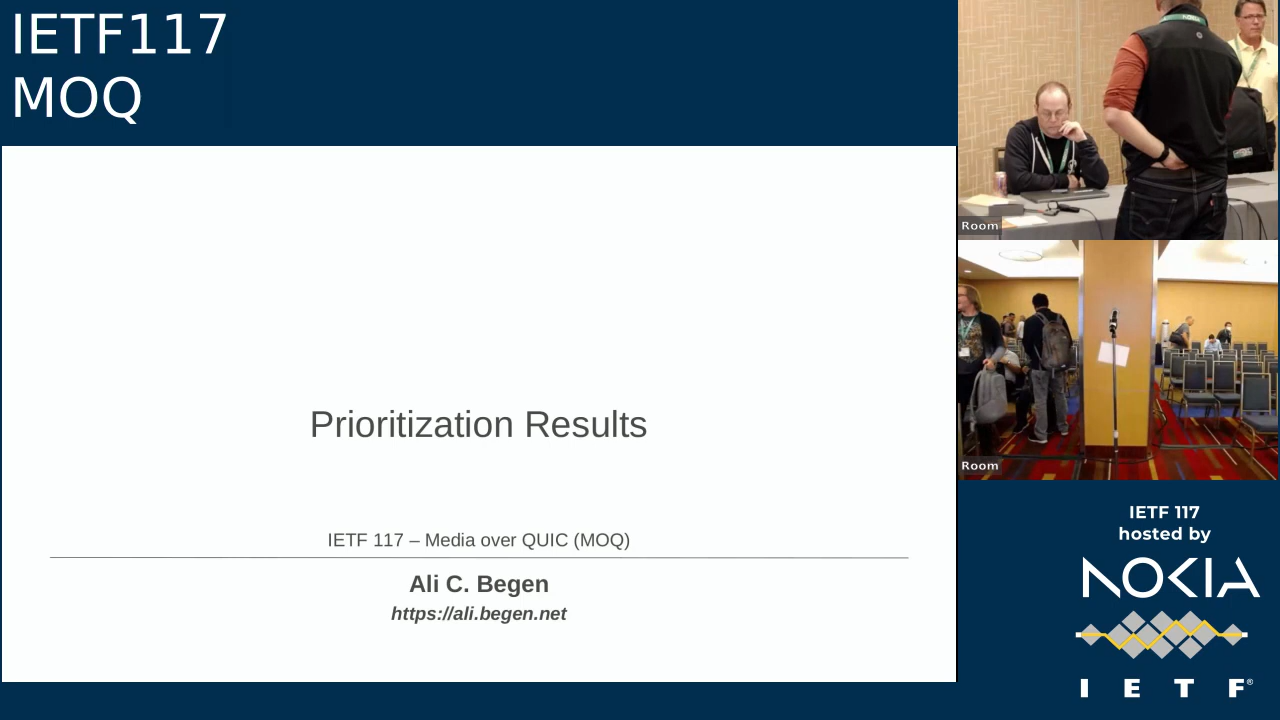 IETF117
MOQ
Prioritization Results
IETF 117 – Media over QUIC (MOQ)
Ali C. Begen
https://ali.begen.net
Room
Room
IETF 117
hosted by
NOKIA
I E T F®